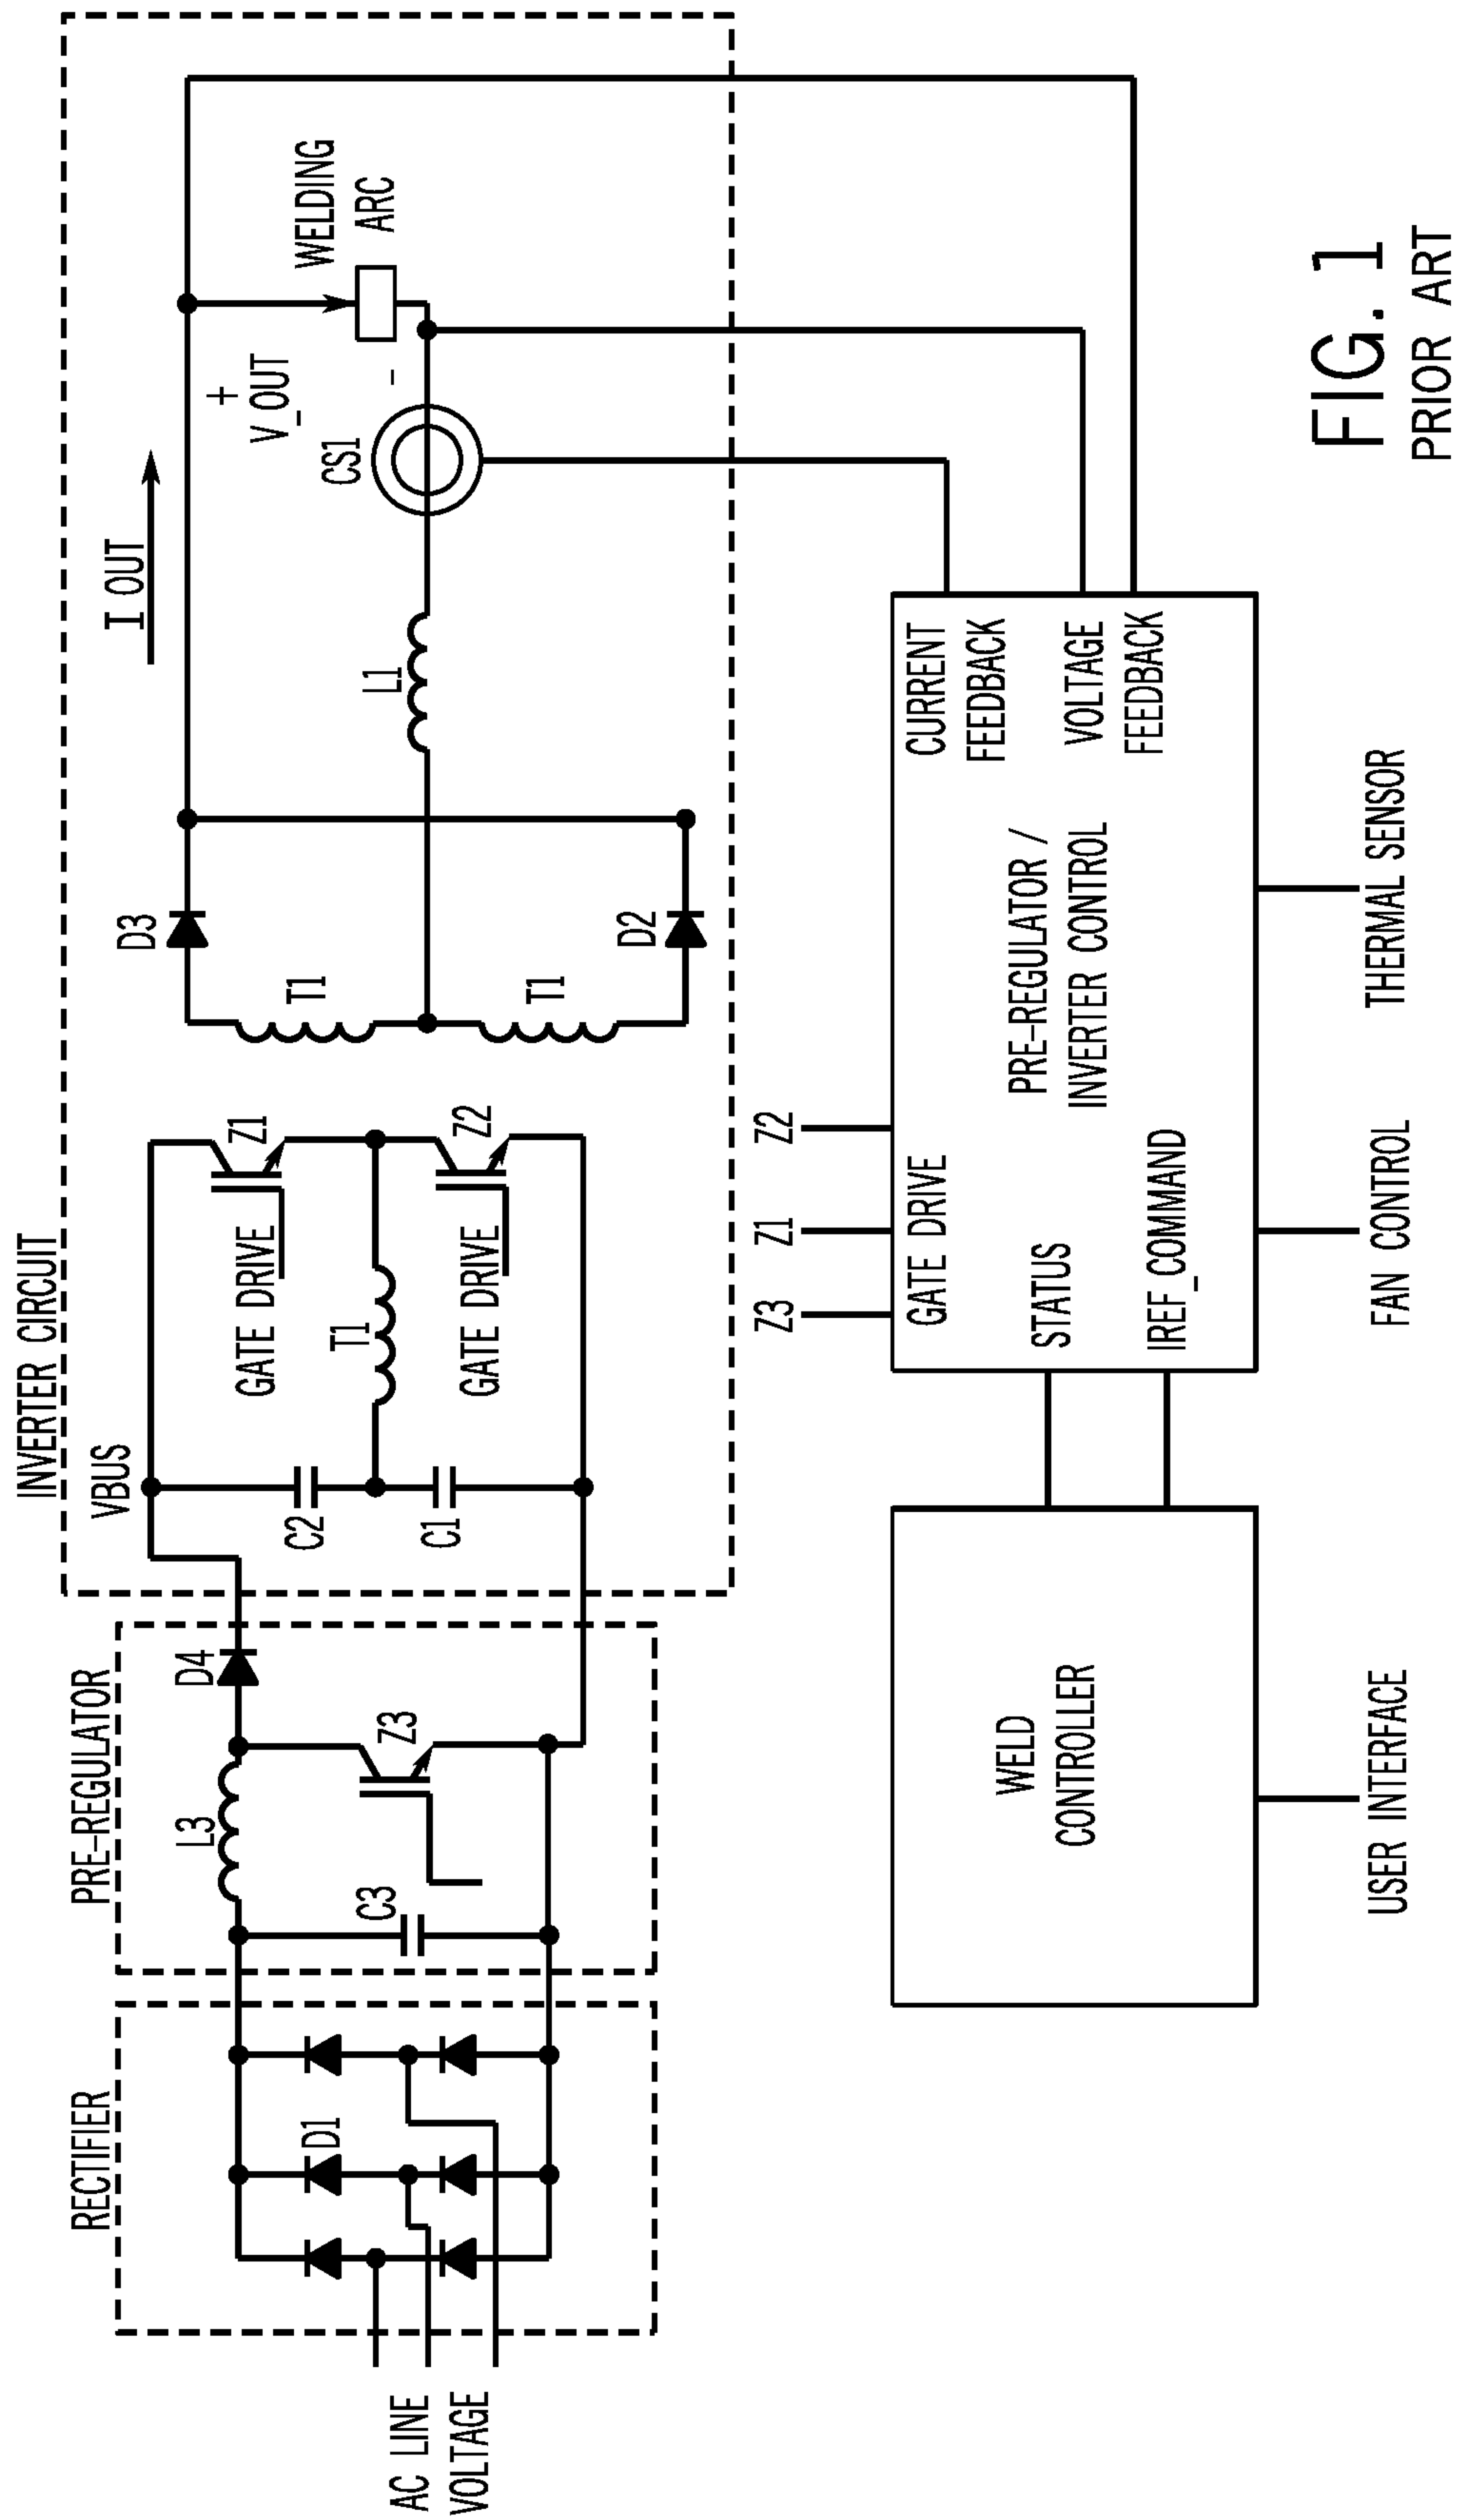 INVERTER CIRCUIT
PRE-REGULATOR
RECTIFIER
AC LINE
VOLTAGE
D1
C3
L3
Z3
D4
VBUS
C2
C1
T1
GATE DRIVE
GATE DRIVE
Z1
Z2
T1
T1
D3
D2
L1
I OUT
CS1
+
V_OUT
-
WELDING
ARC
Z3
Z1
Z2
GATE DRIVE
STATUS
IREF_COMMAND
PRE-REGULATOR /
INVERTER CONTROL
CURRENT
FEEDBACK
VOLTAGE
FEEDBACK
WELD
CONTROLLER
USER INTERFACE
FAN CONTROL
THERMAL SENSOR
FIG. 1
PRIOR ART